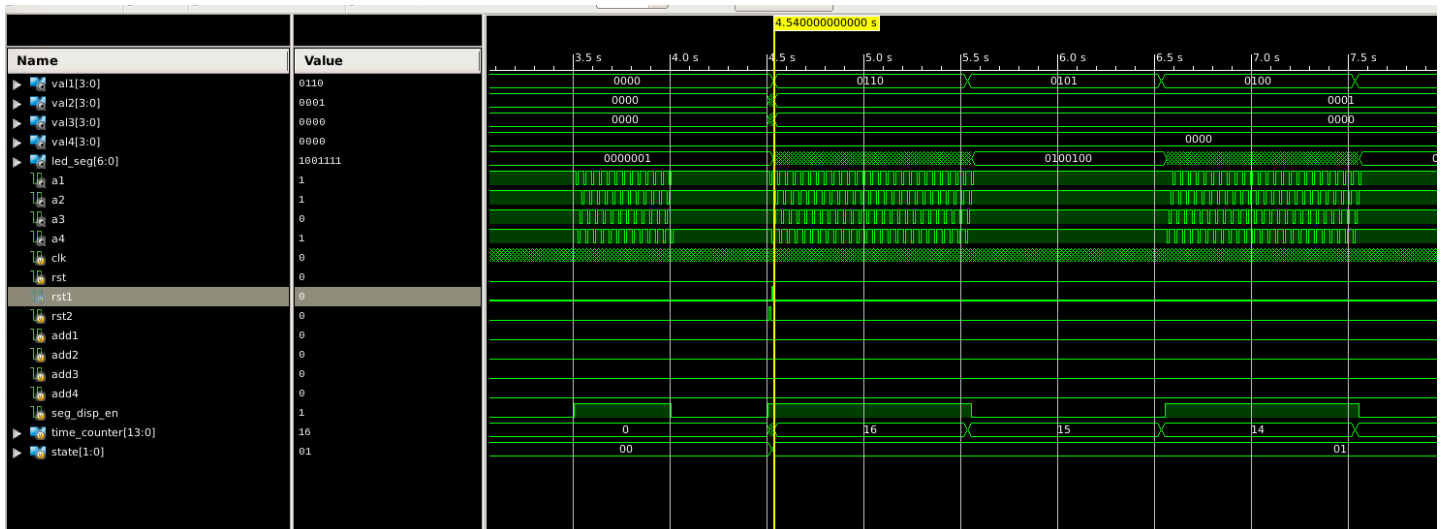 4.540000000000 s
Name Value 3.5 s 4.0 s 4.5 s 5.0 s 5.5 s 6.0 s 6.5 s 7.0 s 7.5 s
val1[3:0] 0110 0000 0110 0101 0100
val2[3:0] 0001 0000 0001
val3[3:0] 0000 0000 0000
val4[3:0] 0000 0000
led_seg[6:0] 1001111 0000001 0100100 0
a1 1
a2 1
a3 0
a4 1
clk 0
rst 0
rst1 0
rst2 0
add1 0
add2 0
add3 0
add4 0
seg_disp_en 1
time_counter[13:0] 16 0 16 15 14
state[1:0] 01 00 01